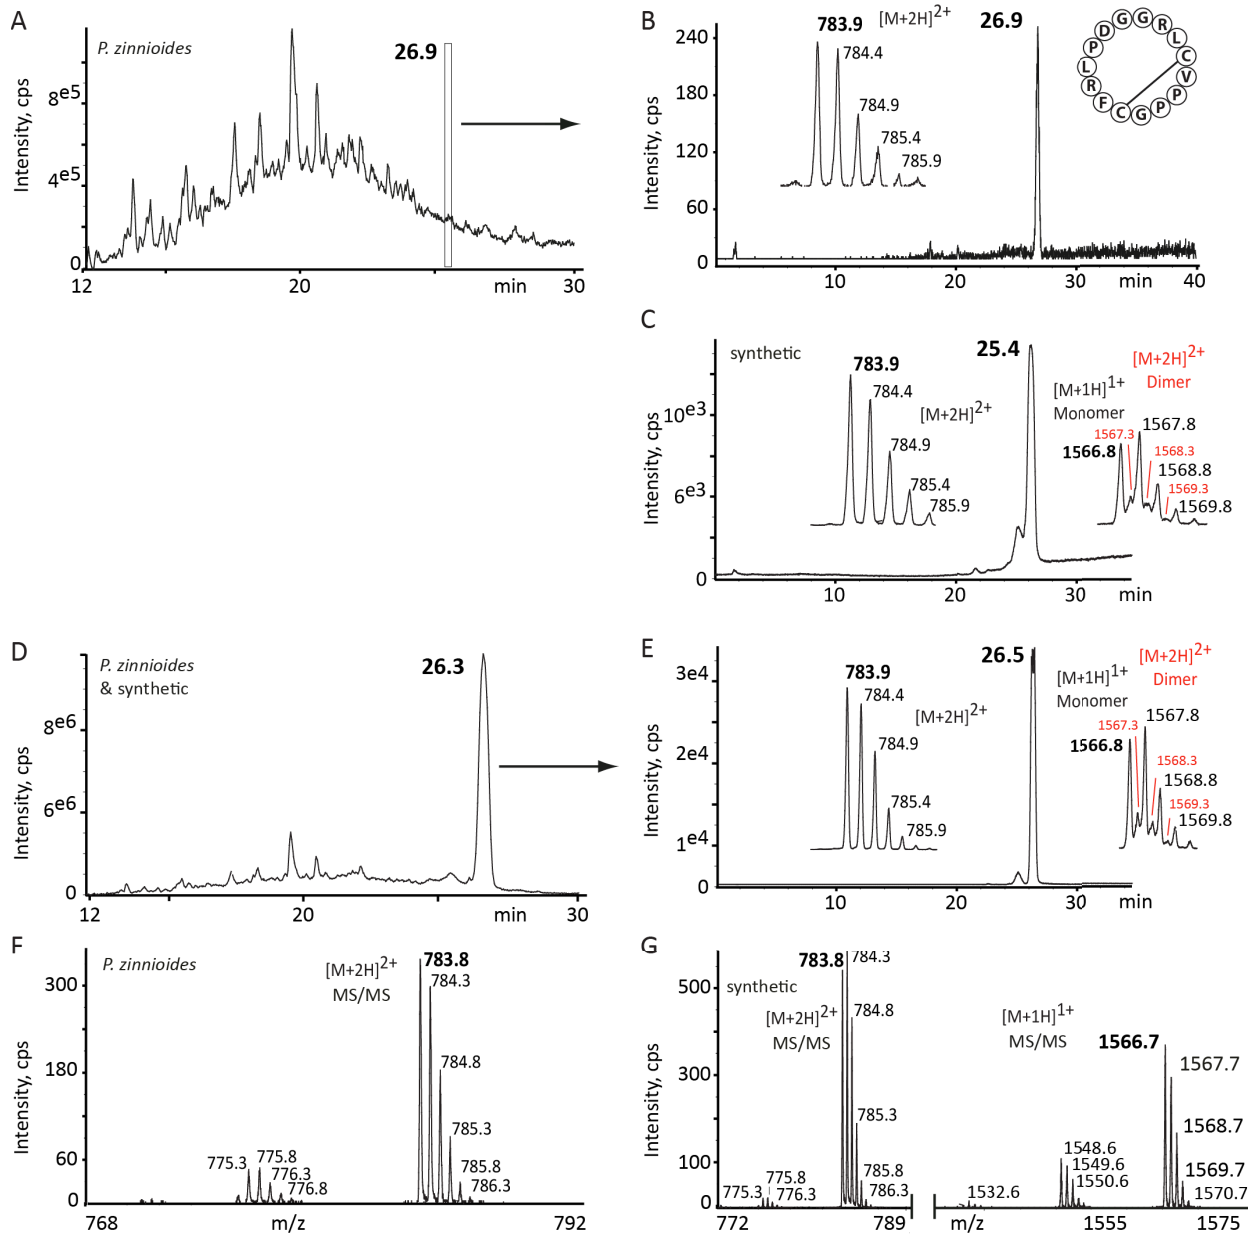 A
P. zinnioides
26.9
Intensity, cps
8e5
4e5
0
12
20
min
30
B
783.9
[M+2H]2+
26.9
784.4
784.9
785.4
785.9
Intensity, cps
240
180
120
60
0
10
20
30
min
40
G G R L C V P P G C F R L P D
C
synthetic
25.4
783.9
784.4
[M+2H]2+
784.9
785.4
785.9
[M+2H]2+
Dimer
[M+1H]1+
Monomer
1567.3
1567.8
1566.8
1568.3
1568.8
1569.3
1569.8
Intensity, cps
10e3
6e3
0
10
20
30
min
D
P. zinnioides
& synthetic
26.3
Intensity, cps
8e6
6e6
0
12
20
min
30
E
26.5
783.9
784.4
[M+2H]2+
784.9
785.4
785.9
[M+2H]2+
Dimer
[M+1H]1+
Monomer
1567.3
1567.8
1566.8
1568.3
1568.8
1569.3
1569.8
Intensity, cps
3e4
2e4
1e4
0
10
20
30
min
F
P. zinnioides
[M+2H]2+
MS/MS
783.8
784.3
784.8
785.3
785.8
786.3
775.3
775.8
776.3
776.8
Intensity, cps
300
180
60
0
768
m/z
792
G
synthetic
783.8
784.3
[M+2H]2+
MS/MS
784.8
785.3
785.8
786.3
775.3
775.8
776.3
[M+1H]1+
MS/MS
1566.7
1567.7
1568.7
1569.7
1570.7
1548.6
1549.6
1550.6
1532.6
Intensity, cps
500
300
100
0
772
789
m/z
1555
1575